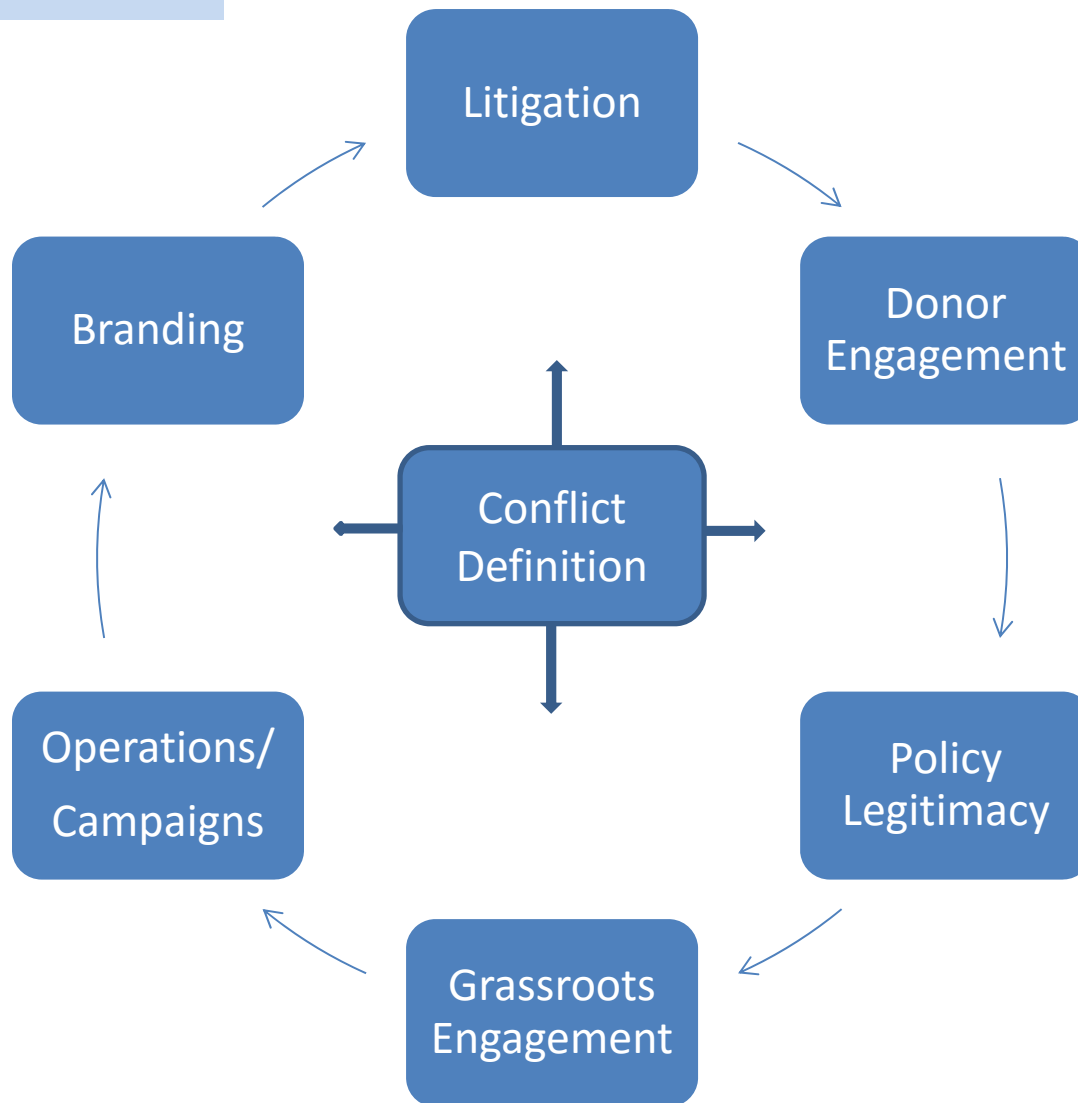 Litigation
Donor
Engagement
Branding
Conflict
Definition
Operations/
Campaigns
Policy
Legitimacy
Grassroots
Engagement